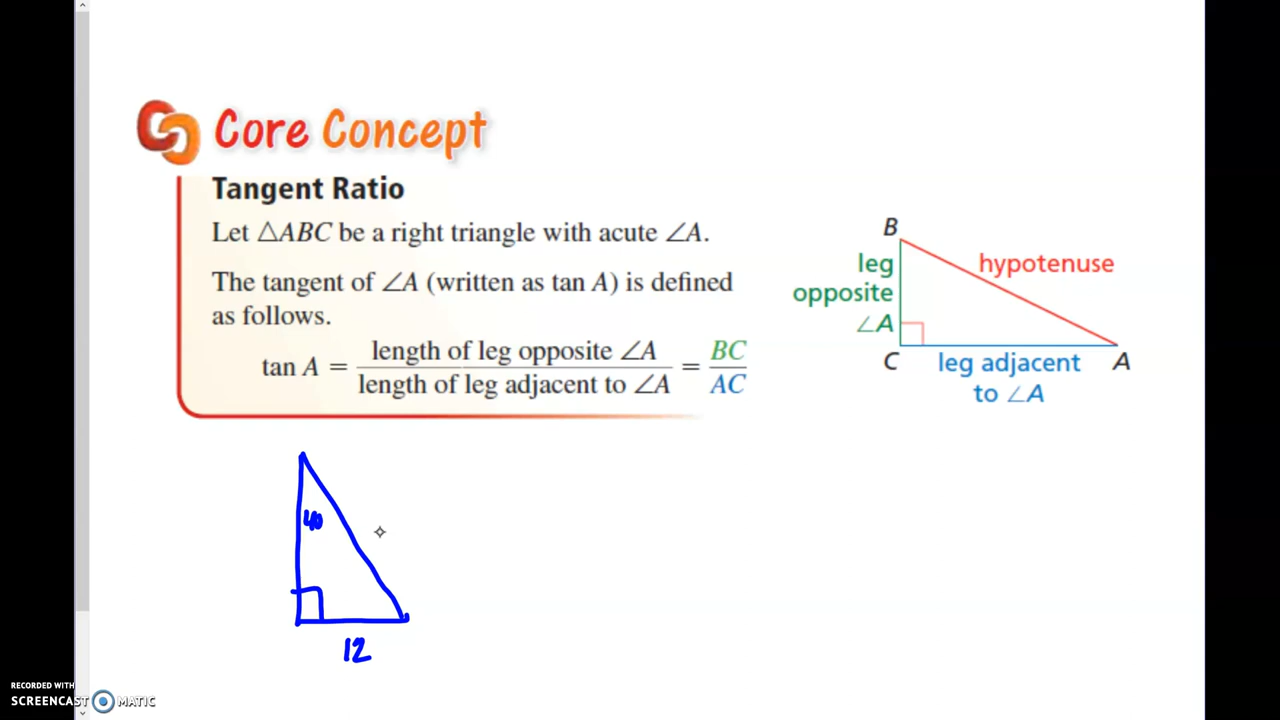 Core Concept
Tangent Ratio
Let △ABC be a right triangle with acute ∠A.
The tangent of ∠A (written as tan A) is defined
as follows.
tan A = length of leg opposite ∠A / length of leg adjacent to ∠A = BC / AC
B
leg
opposite
∠A
hypotenuse
C
leg adjacent
to ∠A
A
40
12
RECORDED WITH
SCREENCAST MATIC